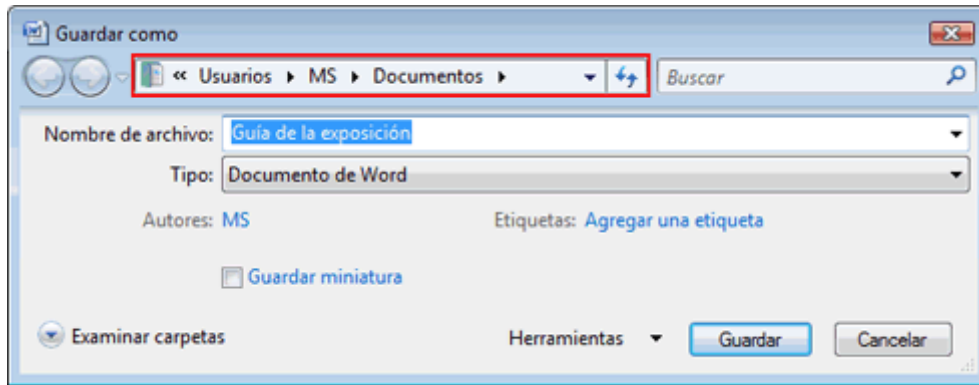 Guardar como
« Usuarios ▸ MS ▸ Documentos ▸ Buscar
Nombre de archivo: Guía de la exposición
Tipo: Documento de Word
Autores: MS Etiquetas: Agregar una etiqueta
Guardar miniatura
Examinar carpetas Herramientas Guardar Cancelar